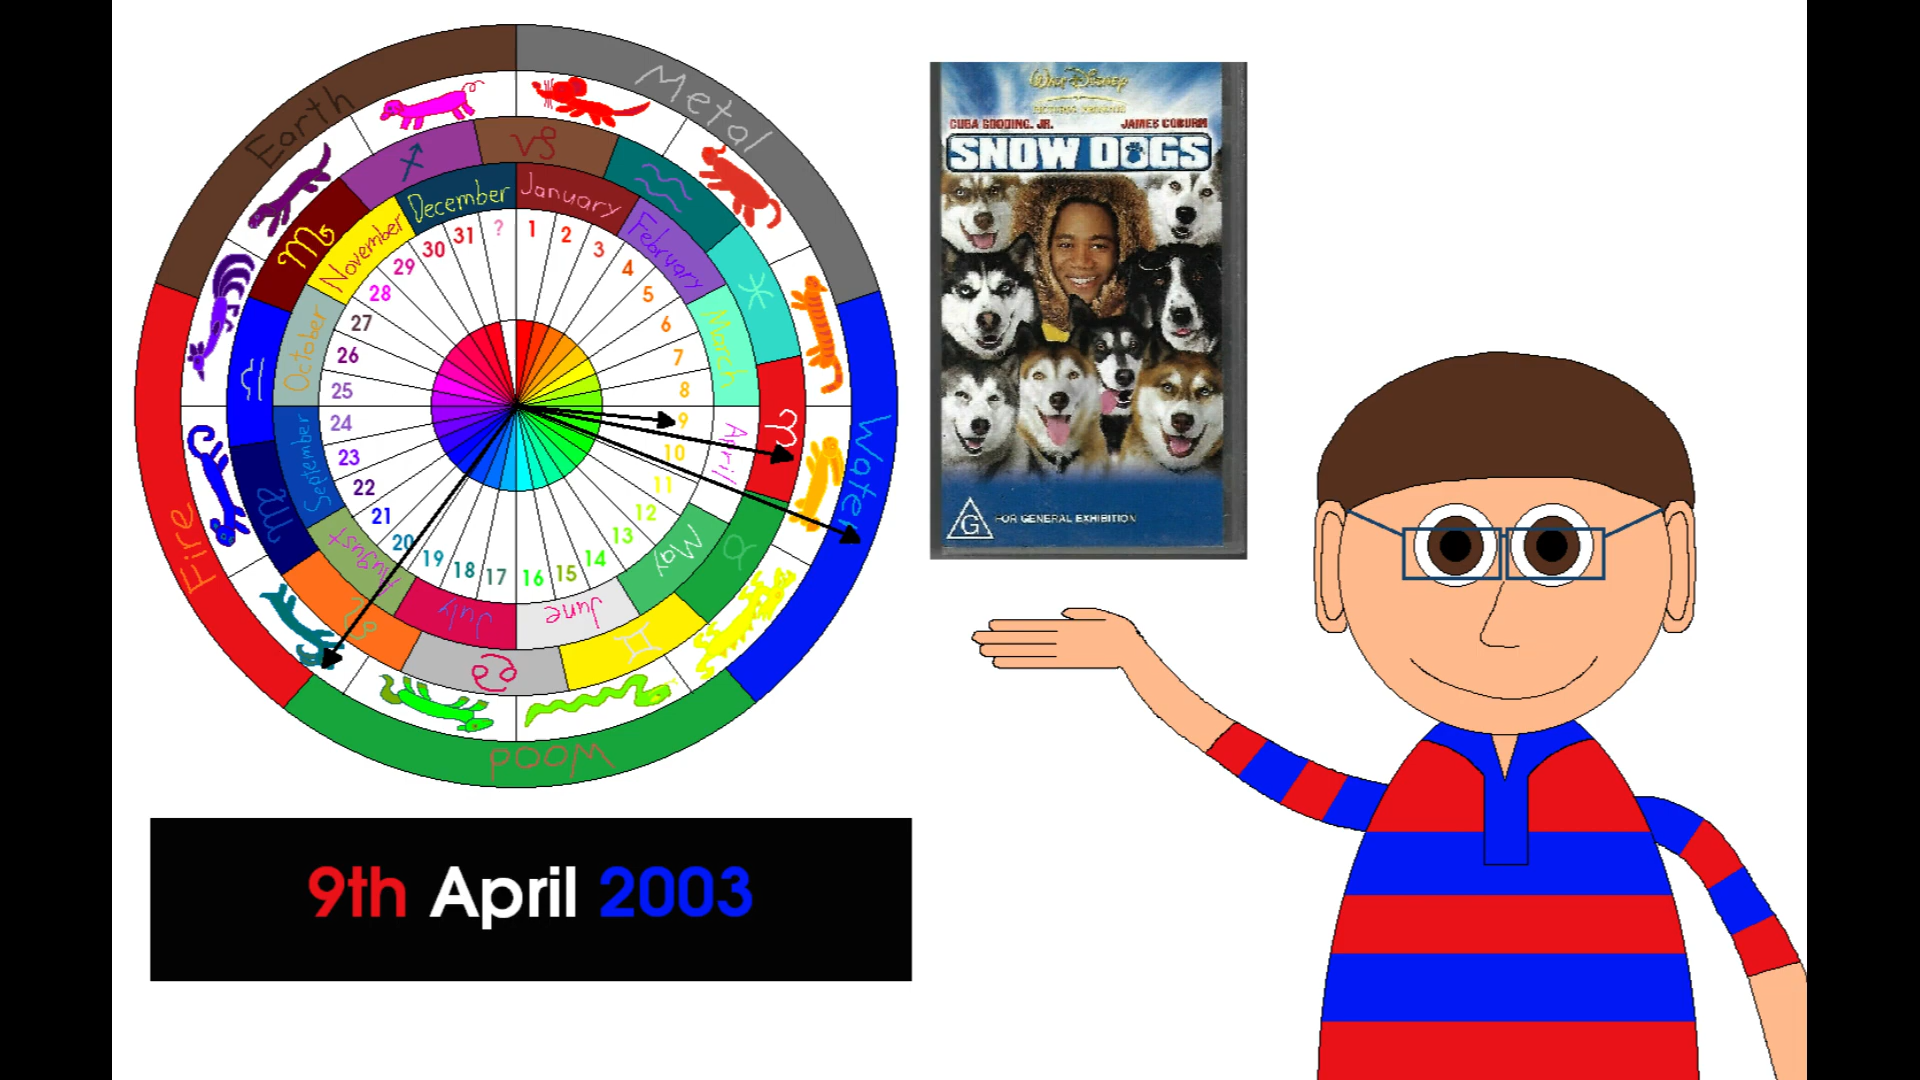 Earth
Metal
Water
Wood
Fire
January
February
March
April
May
June
July
August
September
October
November
December
1
2
3
4
5
6
7
8
9
10
11
12
13
14
15
16
17
18
19
20
21
22
23
24
25
26
27
28
29
30
31
?
WALT DISNEY
PICTURES PRESENTS
CUBA GOODING, JR. JAMES COBURN
SNOW DOGS
G FOR GENERAL EXHIBITION
9th April 2003